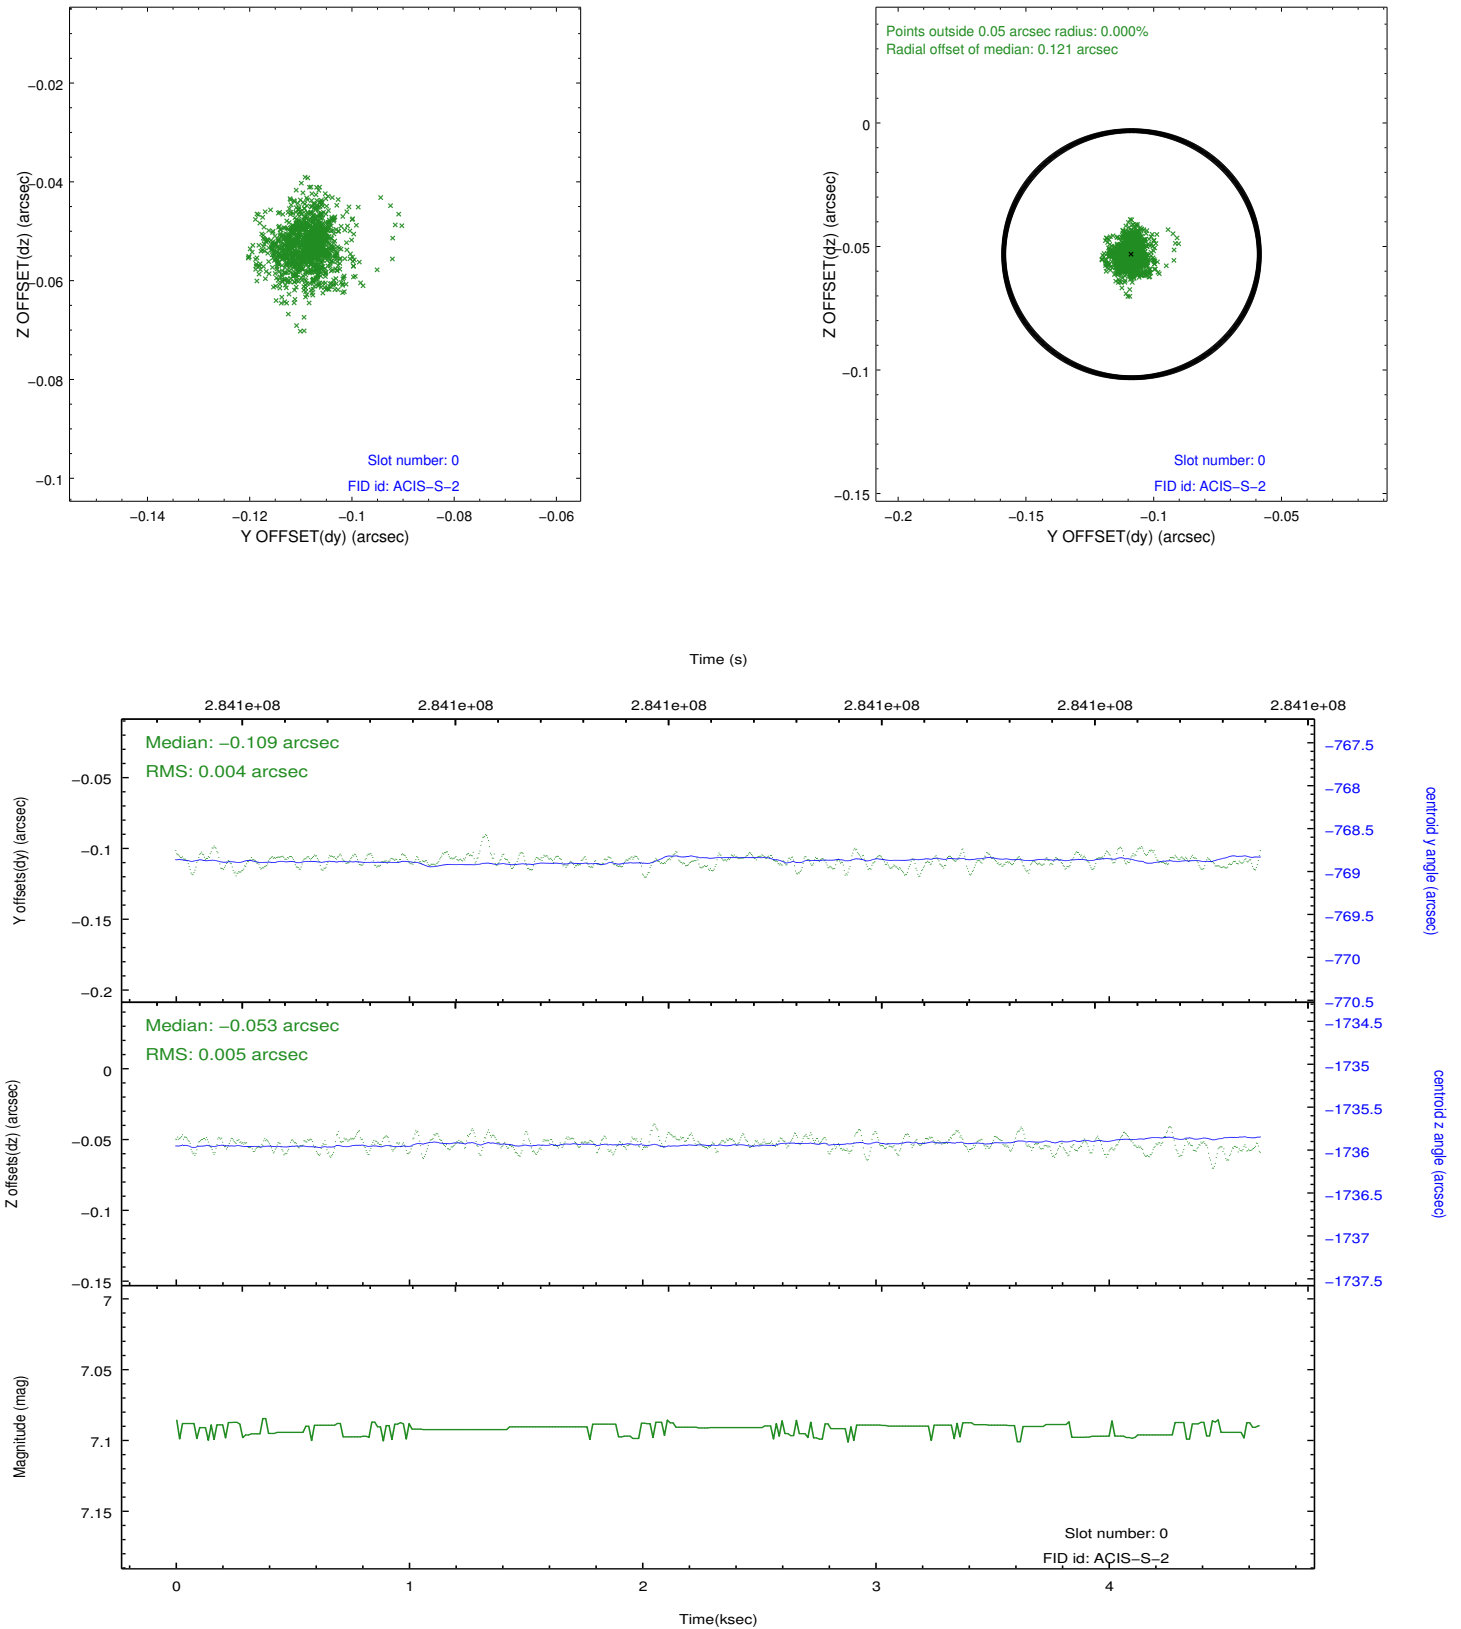 −0.02
−0.04
−0.06
−0.08
−0.1
Z OFFSET(dz) (arcsec)
Slot number: 0
FID id: ACIS−S−2
−0.14
−0.12
−0.1
−0.08
−0.06
Y OFFSET(dy) (arcsec)
Points outside 0.05 arcsec radius: 0.000%
Radial offset of median: 0.121 arcsec
0
−0.05
−0.1
−0.15
Z OFFSET(dz) (arcsec)
Slot number: 0
FID id: ACIS−S−2
−0.2
−0.15
−0.1
−0.05
Y OFFSET(dy) (arcsec)
Time (s)
2.841e+08
2.841e+08
2.841e+08
2.841e+08
2.841e+08
2.841e+08
Median: −0.109 arcsec
RMS: 0.004 arcsec
−0.05
−0.1
−0.15
−0.2
Y offsets(dy) (arcsec)
−767.5
−768
−768.5
−769
−769.5
−770
−770.5
centroid y angle (arcsec)
Median: −0.053 arcsec
RMS: 0.005 arcsec
0
−0.05
−0.1
−0.15
Z offsets(dz) (arcsec)
−1734.5
−1735
−1735.5
−1736
−1736.5
−1737
−1737.5
centroid z angle (arcsec)
7
7.05
7.1
7.15
Magnitude (mag)
Slot number: 0
FID id: ACIS−S−2
0
1
2
3
4
Time(ksec)